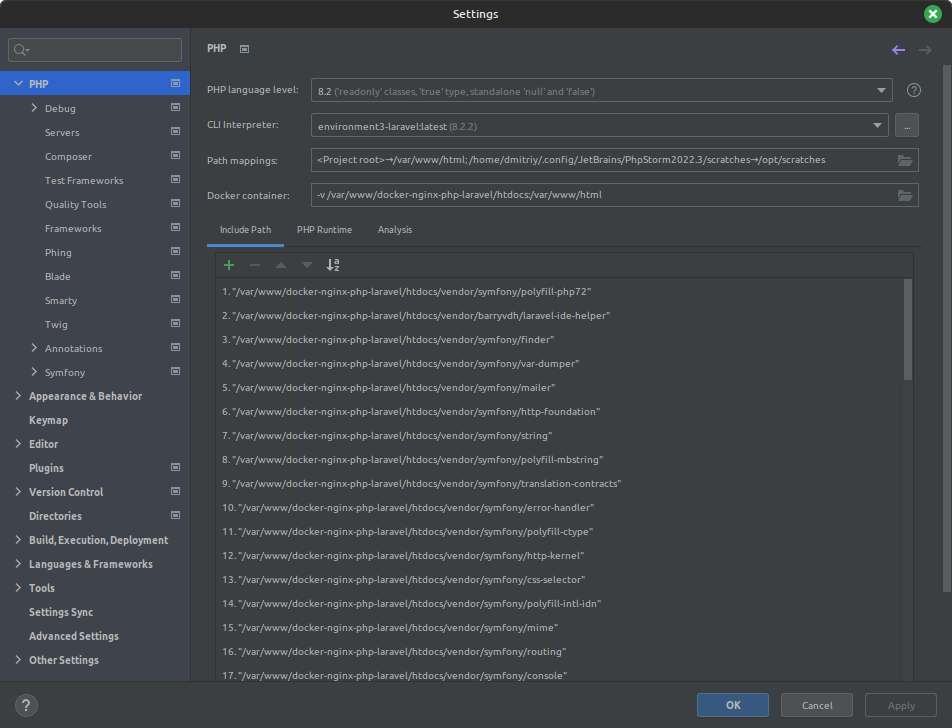 Settings
PHP
PHP
Debug
Servers
Composer
Test Frameworks
Quality Tools
Frameworks
Phing
Blade
Smarty
Twig
Annotations
Symfony
Appearance & Behavior
Keymap
Editor
Plugins
Version Control
Directories
Build, Execution, Deployment
Languages & Frameworks
Tools
Settings Sync
Advanced Settings
Other Settings
PHP language level: 8.2 ('readonly' classes, 'true' type, standalone 'null' and 'false')
CLI Interpreter: environment3-laravel:latest (8.2.2) ...
Path mappings: <Project root>→/var/www/html; /home/dmitriy/.config/JetBrains/PhpStorm2022.3/scratches→/opt/scratches
Docker container: -v /var/www/docker-nginx-php-laravel/htdocs:/var/www/html
Include Path PHP Runtime Analysis
1. "/var/www/docker-nginx-php-laravel/htdocs/vendor/symfony/polyfill-php72"
2. "/var/www/docker-nginx-php-laravel/htdocs/vendor/barryvdh/laravel-ide-helper"
3. "/var/www/docker-nginx-php-laravel/htdocs/vendor/symfony/finder"
4. "/var/www/docker-nginx-php-laravel/htdocs/vendor/symfony/var-dumper"
5. "/var/www/docker-nginx-php-laravel/htdocs/vendor/symfony/mailer"
6. "/var/www/docker-nginx-php-laravel/htdocs/vendor/symfony/http-foundation"
7. "/var/www/docker-nginx-php-laravel/htdocs/vendor/symfony/string"
8. "/var/www/docker-nginx-php-laravel/htdocs/vendor/symfony/polyfill-mbstring"
9. "/var/www/docker-nginx-php-laravel/htdocs/vendor/symfony/translation-contracts"
10. "/var/www/docker-nginx-php-laravel/htdocs/vendor/symfony/error-handler"
11. "/var/www/docker-nginx-php-laravel/htdocs/vendor/symfony/polyfill-ctype"
12. "/var/www/docker-nginx-php-laravel/htdocs/vendor/symfony/http-kernel"
13. "/var/www/docker-nginx-php-laravel/htdocs/vendor/symfony/css-selector"
14. "/var/www/docker-nginx-php-laravel/htdocs/vendor/symfony/polyfill-intl-idn"
15. "/var/www/docker-nginx-php-laravel/htdocs/vendor/symfony/mime"
16. "/var/www/docker-nginx-php-laravel/htdocs/vendor/symfony/routing"
17. "/var/www/docker-nginx-php-laravel/htdocs/vendor/symfony/console"
? OK Cancel Apply